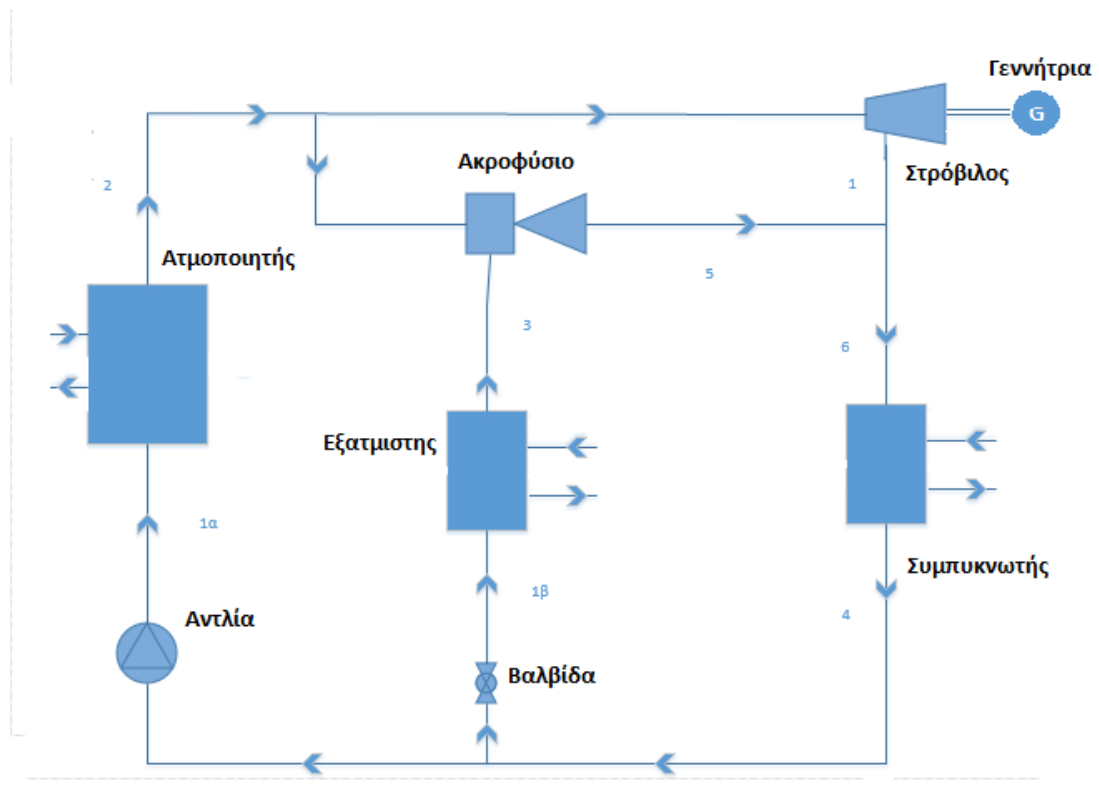 Γεννήτρια
G
Ακροφύσιο
Στρόβιλος
1
2
Ατμοποιητής
5
3
6
Εξατμιστης
1α
Συμπυκνωτής
1β
4
Αντλία
Βαλβίδα